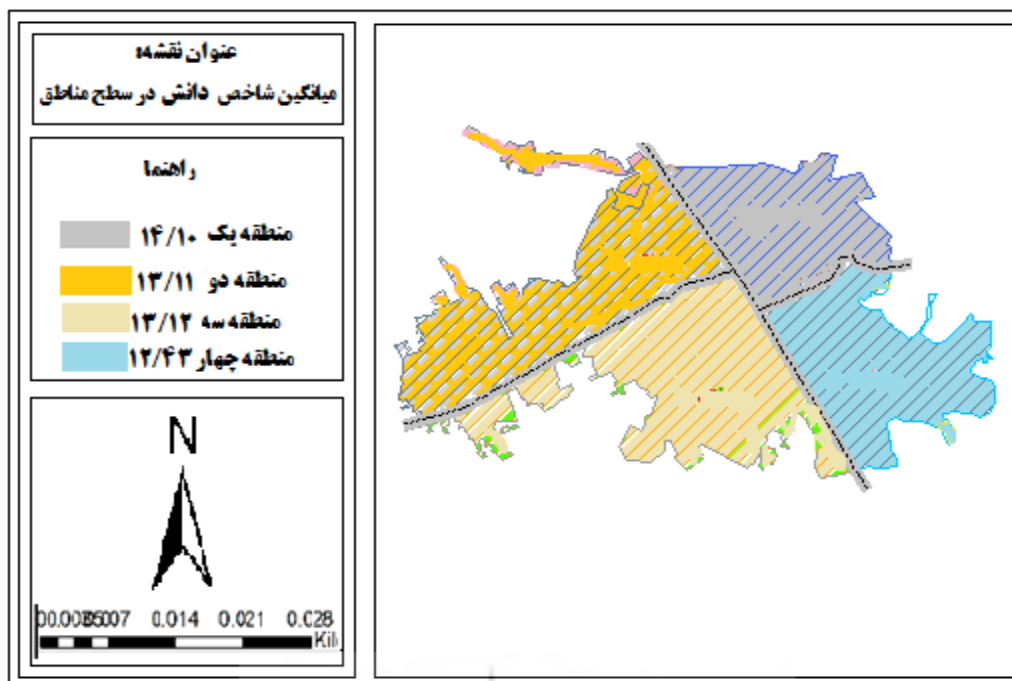 عنوان نقشه:
میانگین شاخص دانش در سطح مناطق
راهنما
منطقه یک ۱۴/۱۰
منطقه دو ۱۳/۱۱
منطقه سه ۱۳/۱۲
منطقه چهار ۱۲/۴۳
N
0.014 0.021 0.028
Kil